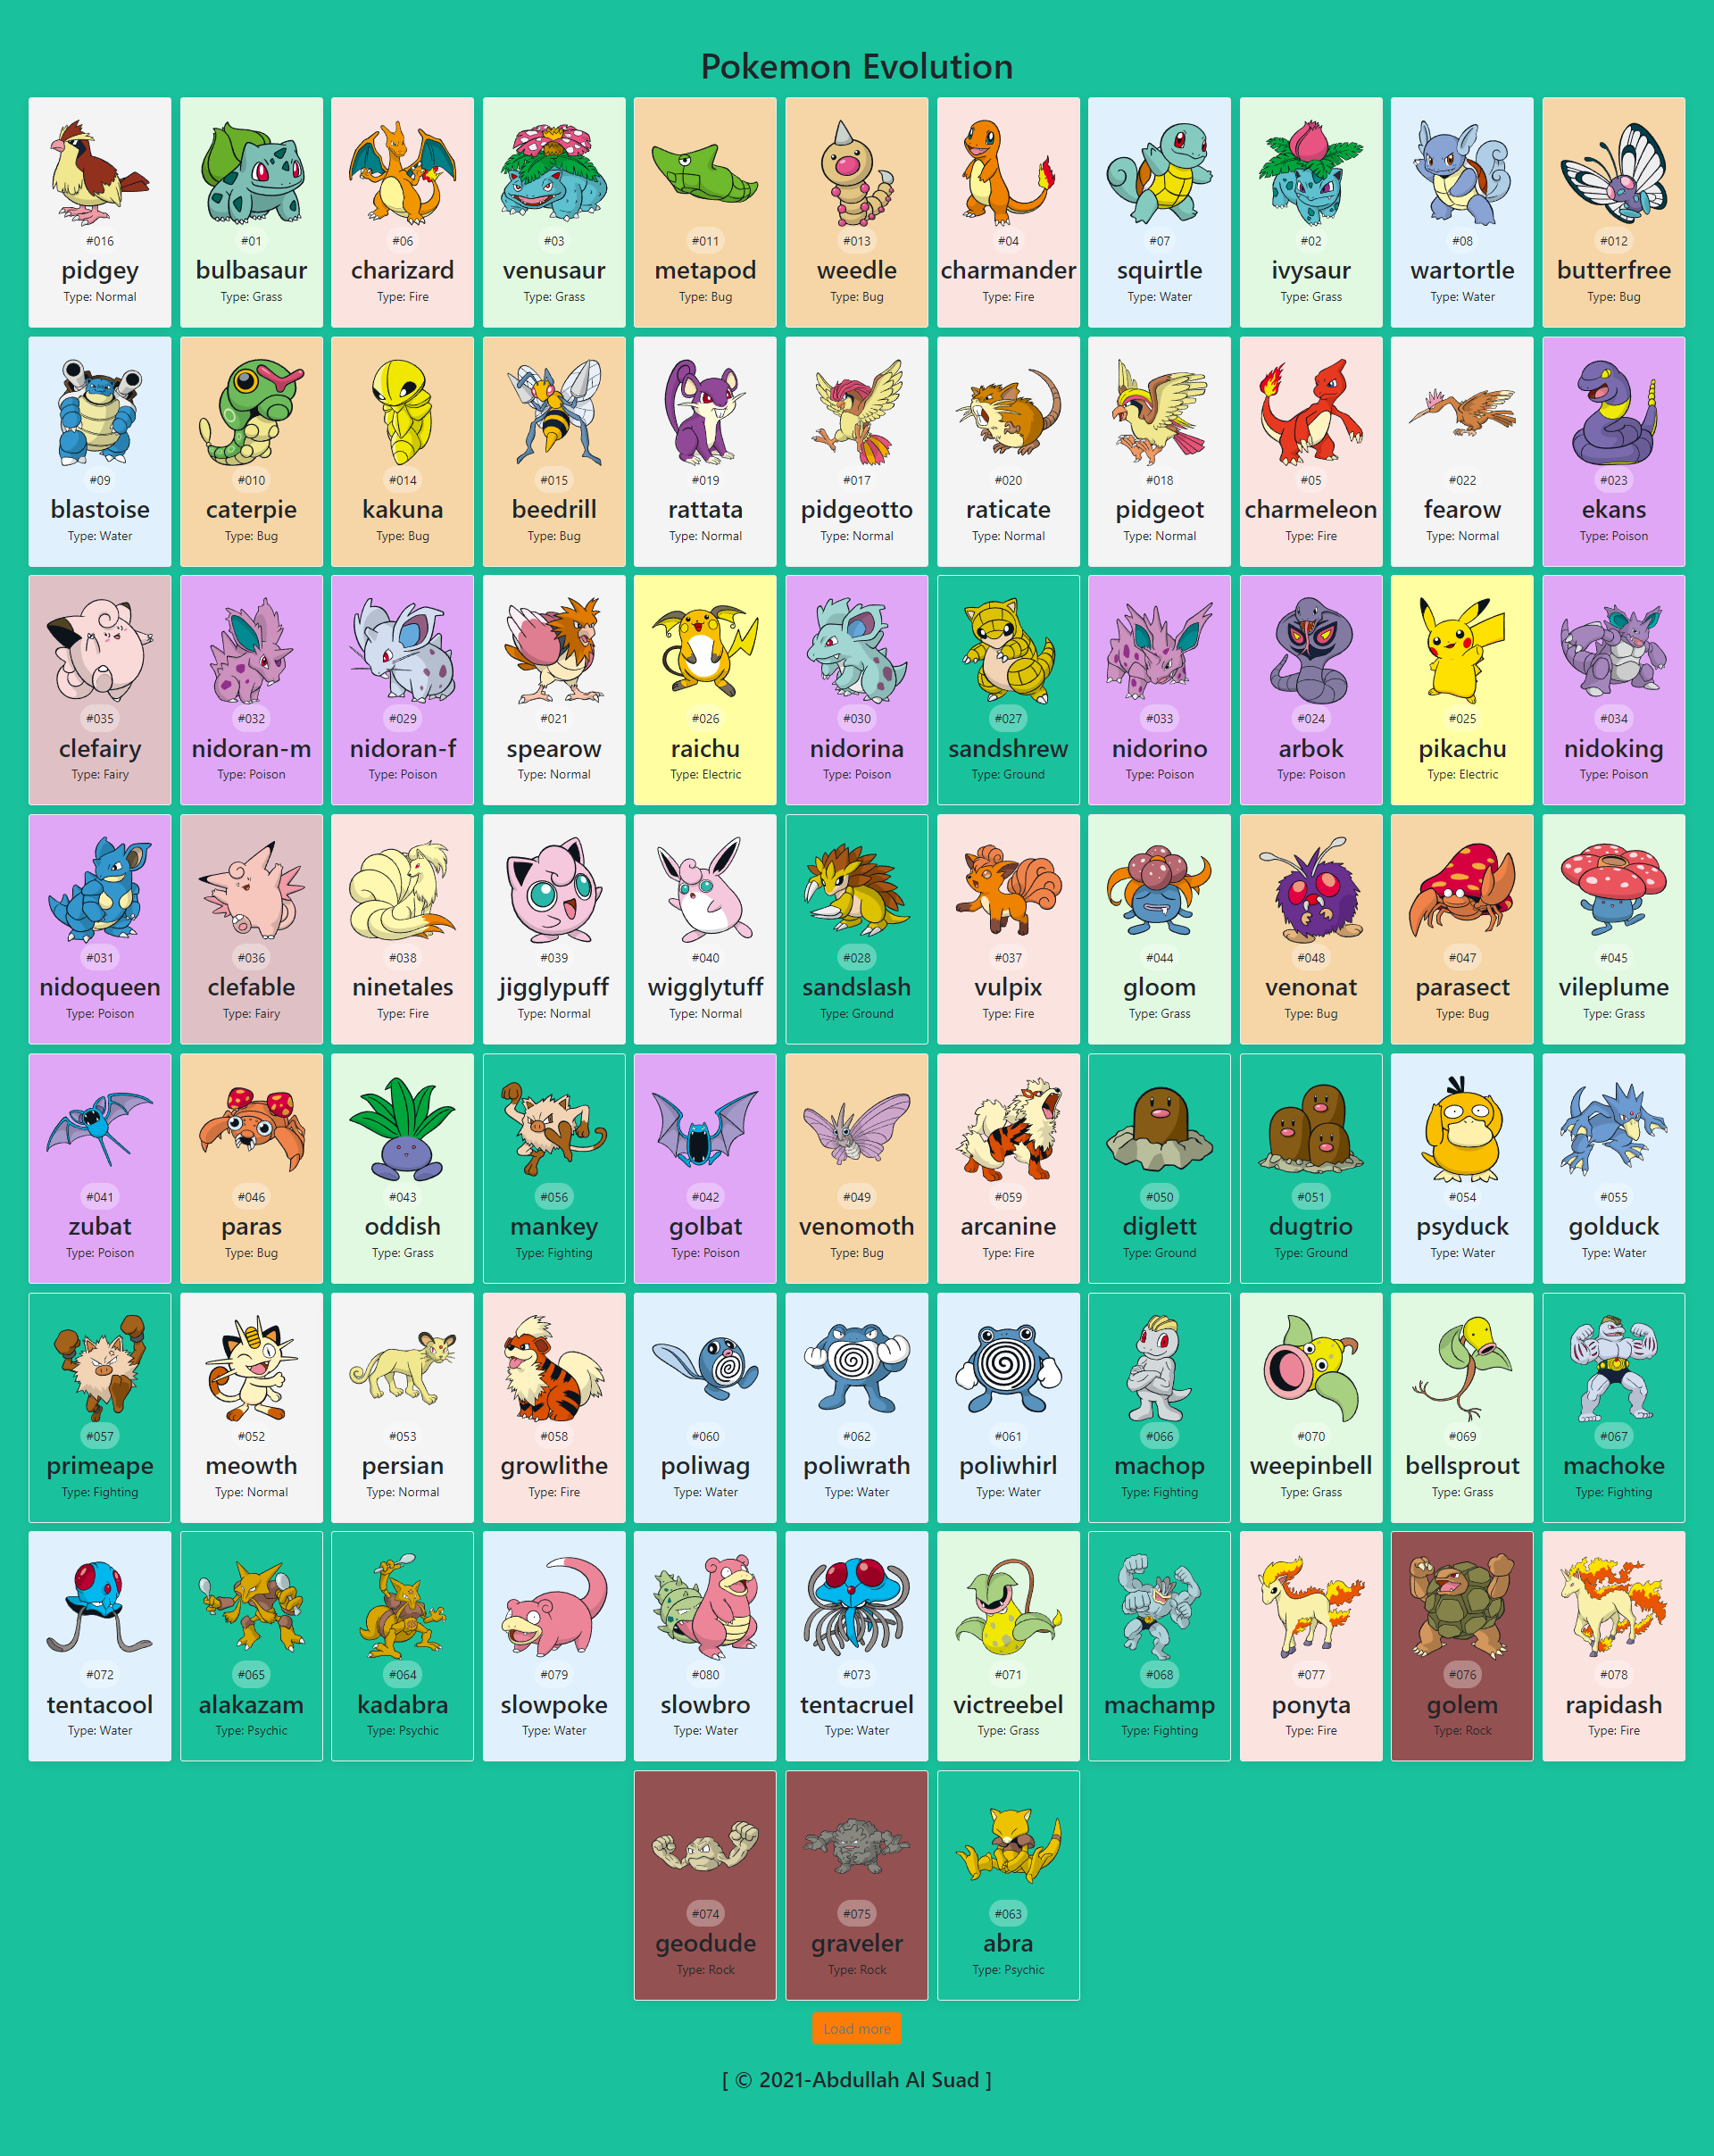 Pokemon Evolution
#016 #01 #06 #03 #011 #013 #04 #07 #02 #08 #012
pidgey bulbasaur charizard venusaur metapod weedle charmander squirtle ivysaur wartortle butterfree
Type: Normal Type: Grass Type: Fire Type: Grass Type: Bug Type: Bug Type: Fire Type: Water Type: Grass Type: Water Type: Bug
#09 #010 #014 #015 #019 #017 #020 #018 #05 #022 #023
blastoise caterpie kakuna beedrill rattata pidgeotto raticate pidgeot charmeleon fearow ekans
Type: Water Type: Bug Type: Bug Type: Bug Type: Normal Type: Normal Type: Normal Type: Normal Type: Fire Type: Normal Type: Poison
#035 #032 #029 #021 #026 #030 #027 #033 #024 #025 #034
clefairy nidoran-m nidoran-f spearow raichu nidorina sandshrew nidorino arbok pikachu nidoking
Type: Fairy Type: Poison Type: Poison Type: Normal Type: Electric Type: Poison Type: Ground Type: Poison Type: Poison Type: Electric Type: Poison
#031 #036 #038 #039 #040 #028 #037 #044 #048 #047 #045
nidoqueen clefable ninetales jigglypuff wigglytuff sandslash vulpix gloom venonat parasect vileplume
Type: Poison Type: Fairy Type: Fire Type: Normal Type: Normal Type: Ground Type: Fire Type: Grass Type: Bug Type: Bug Type: Grass
#041 #046 #043 #056 #042 #049 #059 #050 #051 #054 #055
zubat paras oddish mankey golbat venomoth arcanine diglett dugtrio psyduck golduck
Type: Poison Type: Bug Type: Grass Type: Fighting Type: Poison Type: Bug Type: Fire Type: Ground Type: Ground Type: Water Type: Water
#057 #052 #053 #058 #060 #062 #061 #066 #070 #069 #067
primeape meowth persian growlithe poliwag poliwrath poliwhirl machop weepinbell bellsprout machoke
Type: Fighting Type: Normal Type: Normal Type: Fire Type: Water Type: Water Type: Water Type: Fighting Type: Grass Type: Grass Type: Fighting
#072 #065 #064 #079 #080 #073 #071 #068 #077 #076 #078
tentacool alakazam kadabra slowpoke slowbro tentacruel victreebel machamp ponyta golem rapidash
Type: Water Type: Psychic Type: Psychic Type: Water Type: Water Type: Water Type: Grass Type: Fighting Type: Fire Type: Rock Type: Fire
#074 #075 #063
geodude graveler abra
Type: Rock Type: Rock Type: Psychic
Load more
[ © 2021-Abdullah Al Suad ]